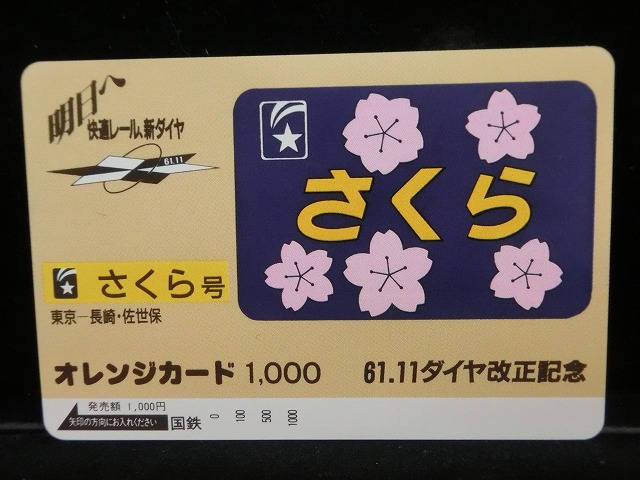 明日へ
快適レール、新ダイヤ
61.11
さくら
さくら号
東京―長崎・佐世保
オレンジカード 1,000
61.11ダイヤ改正記念
発売額 1,000円
矢印の方向にお入れください
国鉄
0 100 500 1000